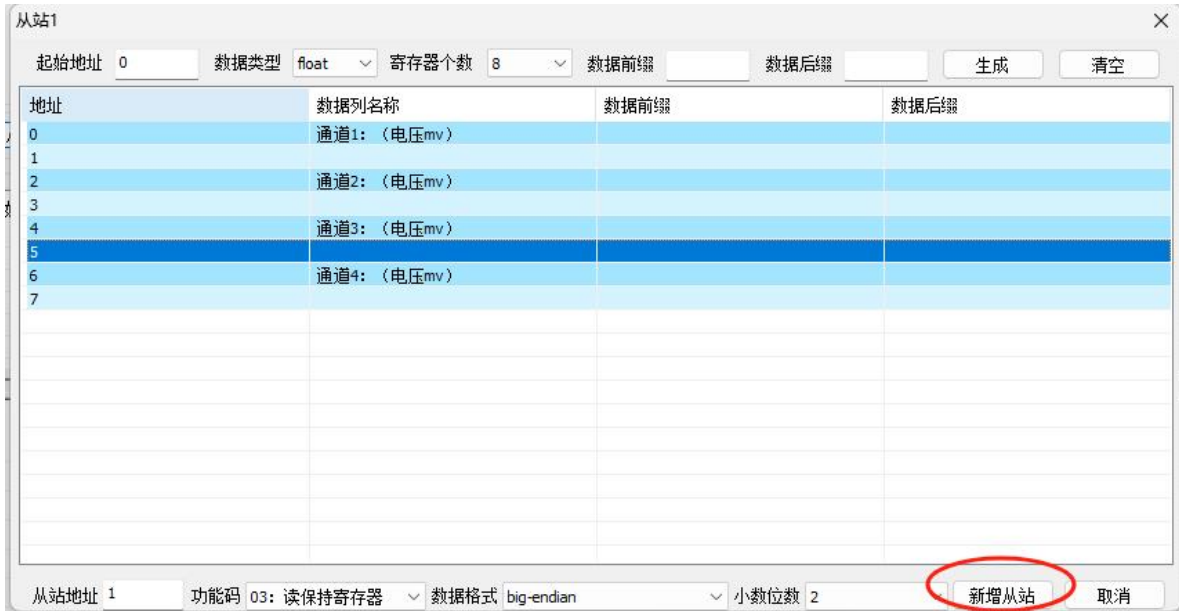 从站1
起始地址 0 数据类型 float 寄存器个数 8 数据前缀 数据后缀 生成 清空
地址 数据列名称 数据前缀 数据后缀
0 通道1：（电压mv）
1
2 通道2：（电压mv）
3
4 通道3：（电压mv）
5
6 通道4：（电压mv）
7
从站地址 1 功能码 03：读保持寄存器 数据格式 big-endian 小数位数 2 新增从站 取消